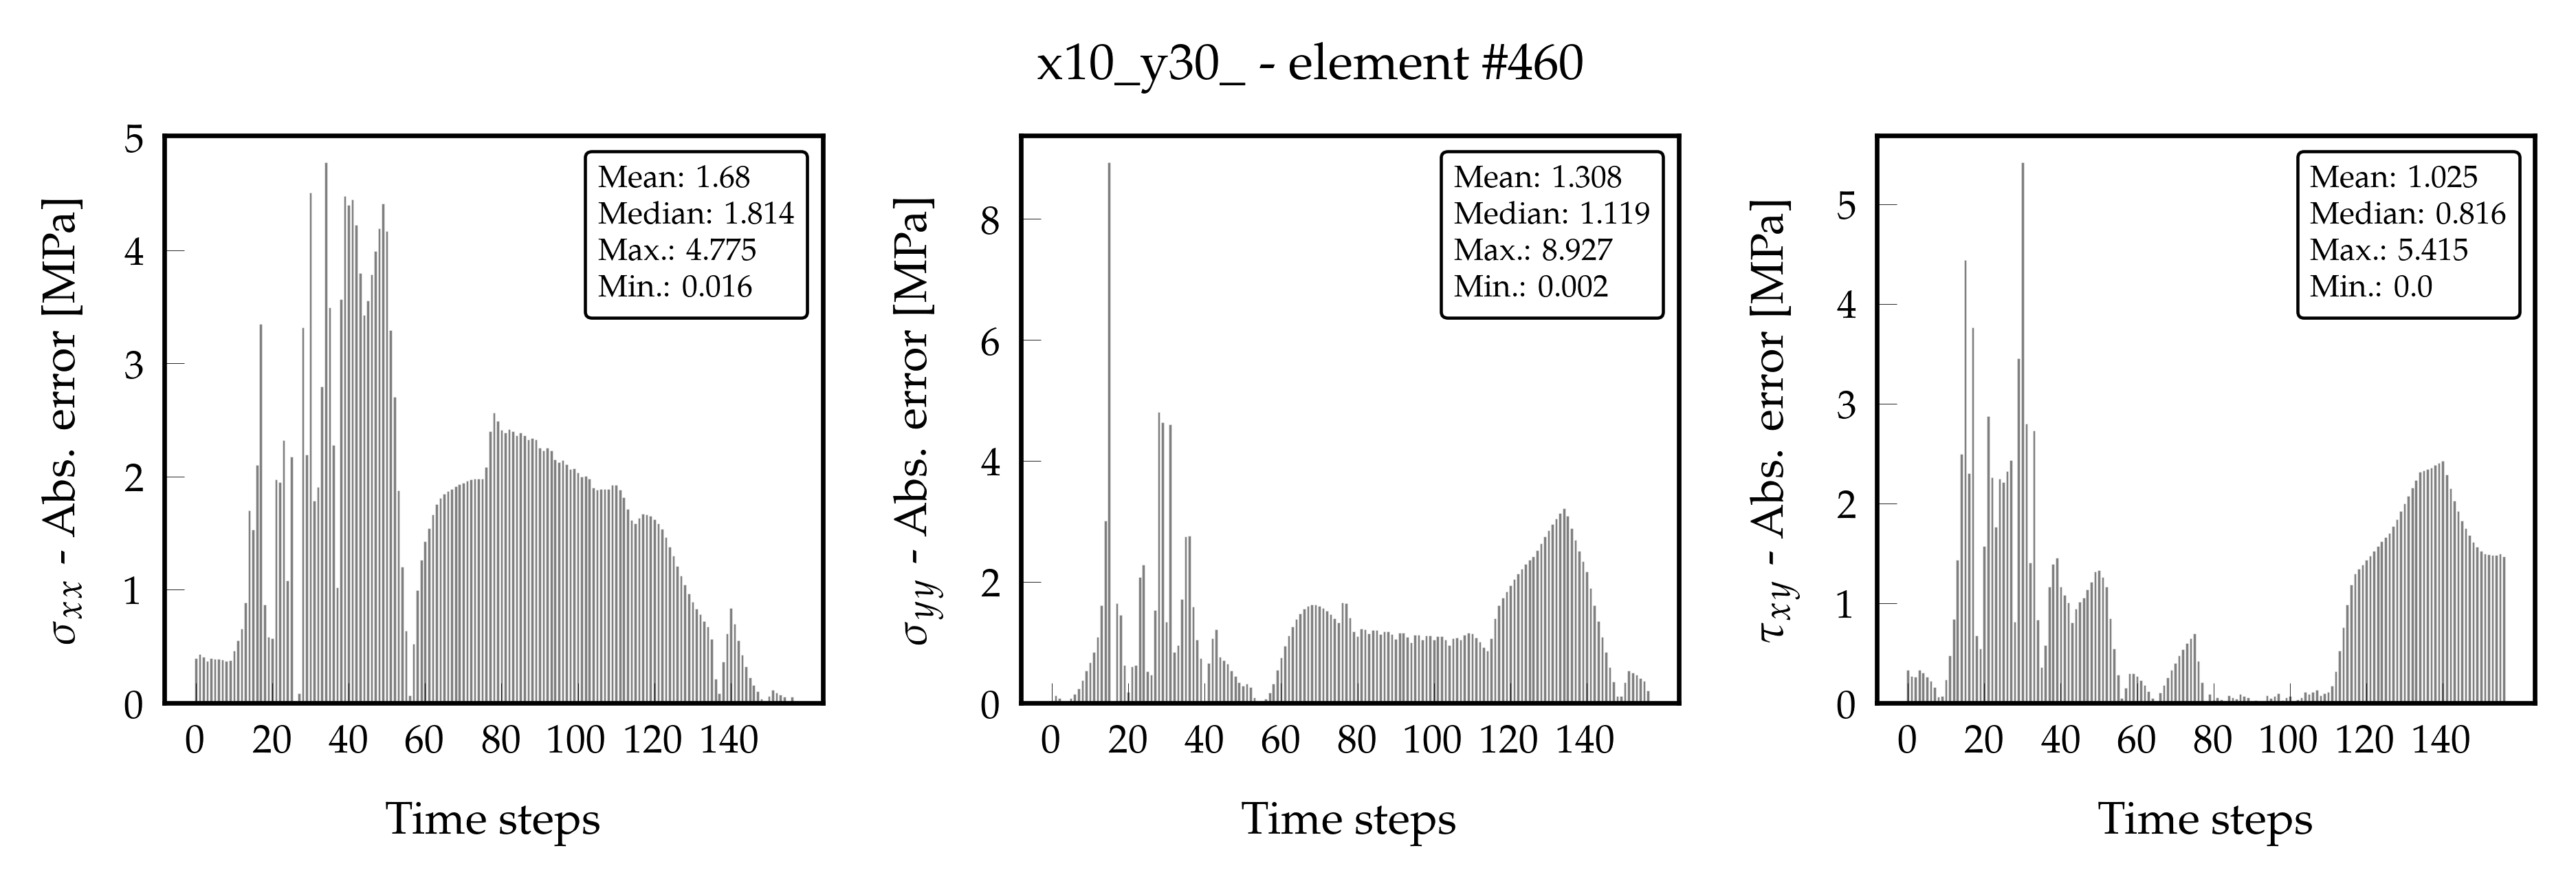 x10_y30_ - element #460
σxx - Abs. error [MPa]
5
4
3
2
1
0
Mean: 1.68
Median: 1.814
Max.: 4.775
Min.: 0.016
0 20 40 60 80 100 120 140
Time steps
σyy - Abs. error [MPa]
8
6
4
2
0
Mean: 1.308
Median: 1.119
Max.: 8.927
Min.: 0.002
0 20 40 60 80 100 120 140
Time steps
τxy - Abs. error [MPa]
5
4
3
2
1
0
Mean: 1.025
Median: 0.816
Max.: 5.415
Min.: 0.0
0 20 40 60 80 100 120 140
Time steps